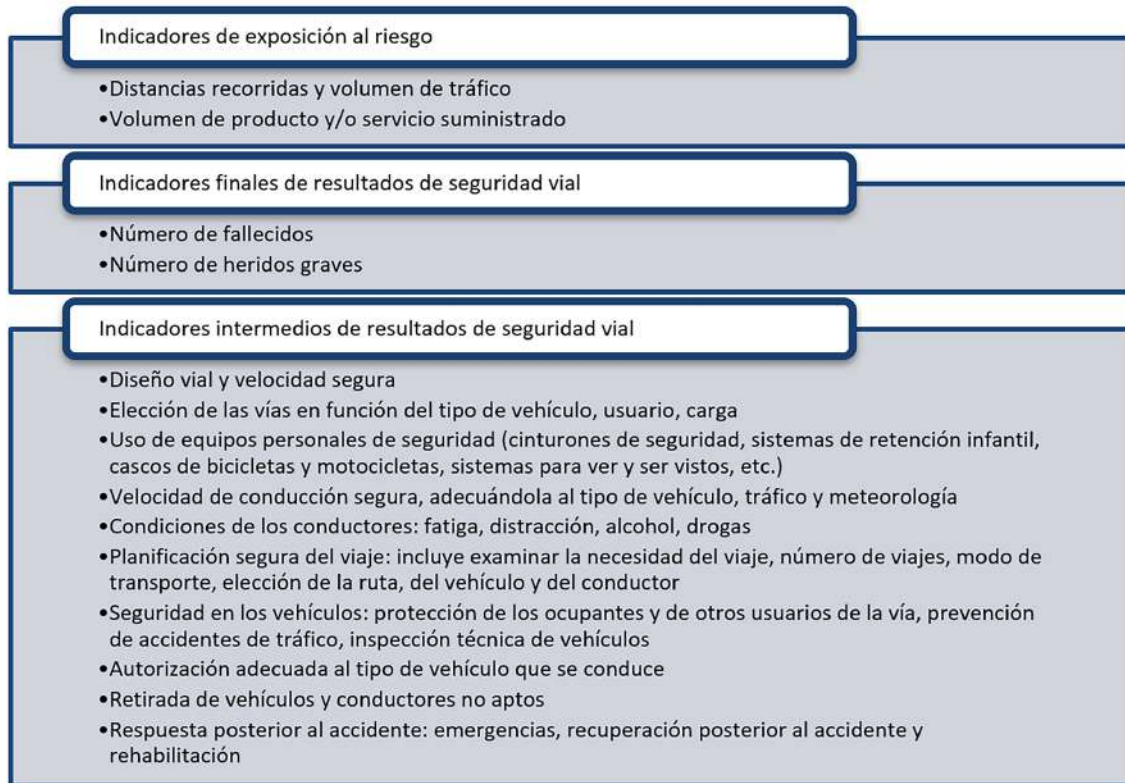 Indicadores de exposición al riesgo
•Distancias recorridas y volumen de tráfico
•Volumen de producto y/o servicio suministrado
Indicadores finales de resultados de seguridad vial
•Número de fallecidos
•Número de heridos graves
Indicadores intermedios de resultados de seguridad vial
•Diseño vial y velocidad segura
•Elección de las vías en función del tipo de vehículo, usuario, carga
•Uso de equipos personales de seguridad (cinturones de seguridad, sistemas de retención infantil,
cascos de bicicletas y motocicletas, sistemas para ver y ser vistos, etc.)
•Velocidad de conducción segura, adecuándola al tipo de vehículo, tráfico y meteorología
•Condiciones de los conductores: fatiga, distracción, alcohol, drogas
•Planificación segura del viaje: incluye examinar la necesidad del viaje, número de viajes, modo de
transporte, elección de la ruta, del vehículo y del conductor
•Seguridad en los vehículos: protección de los ocupantes y de otros usuarios de la vía, prevención
de accidentes de tráfico, inspección técnica de vehículos
•Autorización adecuada al tipo de vehículo que se conduce
•Retirada de vehículos y conductores no aptos
•Respuesta posterior al accidente: emergencias, recuperación posterior al accidente y
rehabilitación